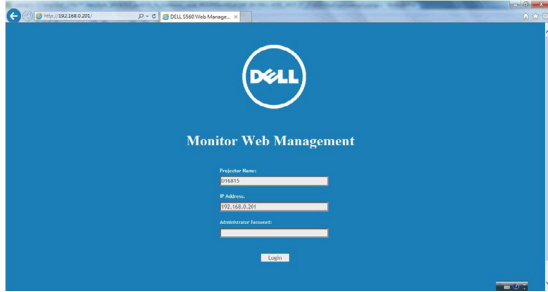 http://192.168.0.201/
DELL S560 Web Manage...
DELL
Monitor Web Management
Projector Name:
IP Address:
192.168.0.201
Administrator Password:
Login